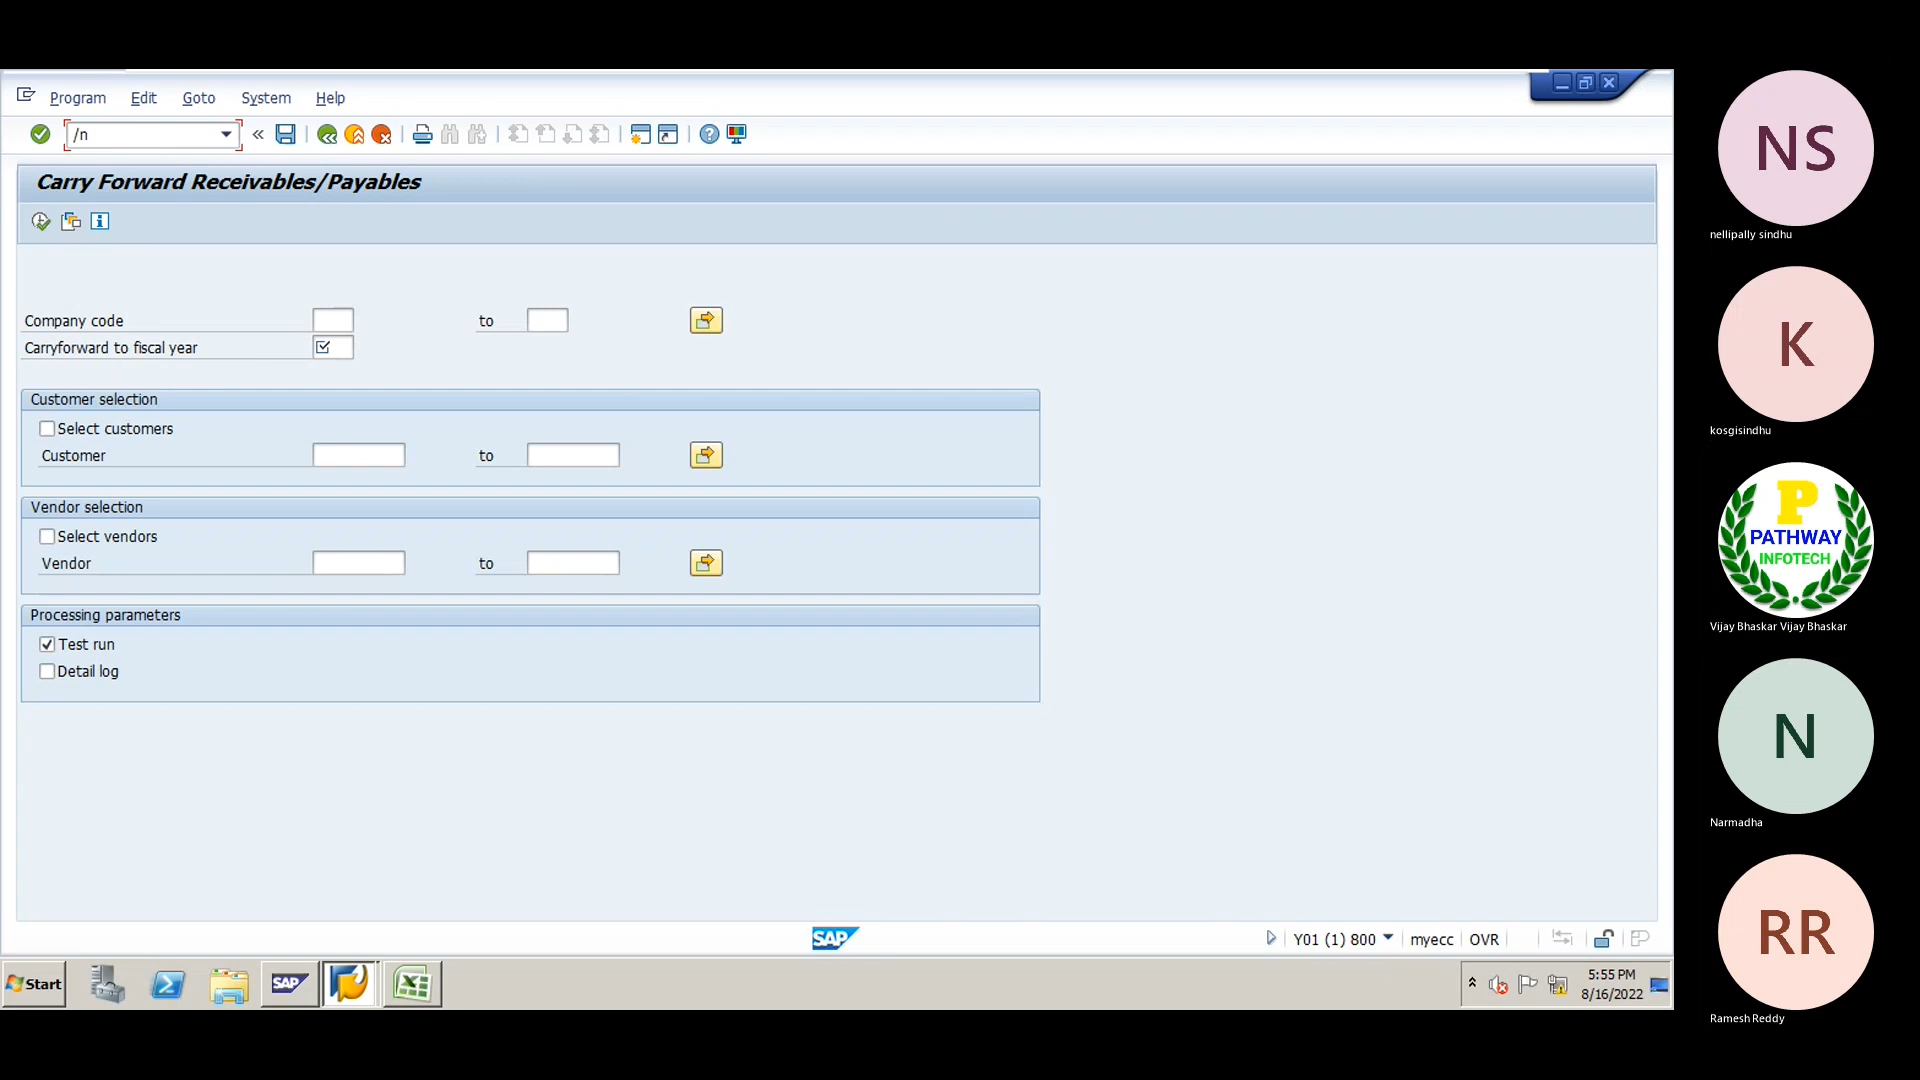 Program Edit Goto System Help
/n
Carry Forward Receivables/Payables
Company code to
Carryforward to fiscal year
Customer selection
Select customers
Customer to
Vendor selection
Select vendors
Vendor to
Processing parameters
Test run
Detail log
SAP
Y01 (1) 800 myecc OVR
Start
SAP
5:55 PM
8/16/2022
NS
nellipally sindhu
K
kosgisindhu
P
PATHWAY
INFOTECH
Vijay Bhaskar Vijay Bhaskar
N
Narmadha
RR
Ramesh Reddy